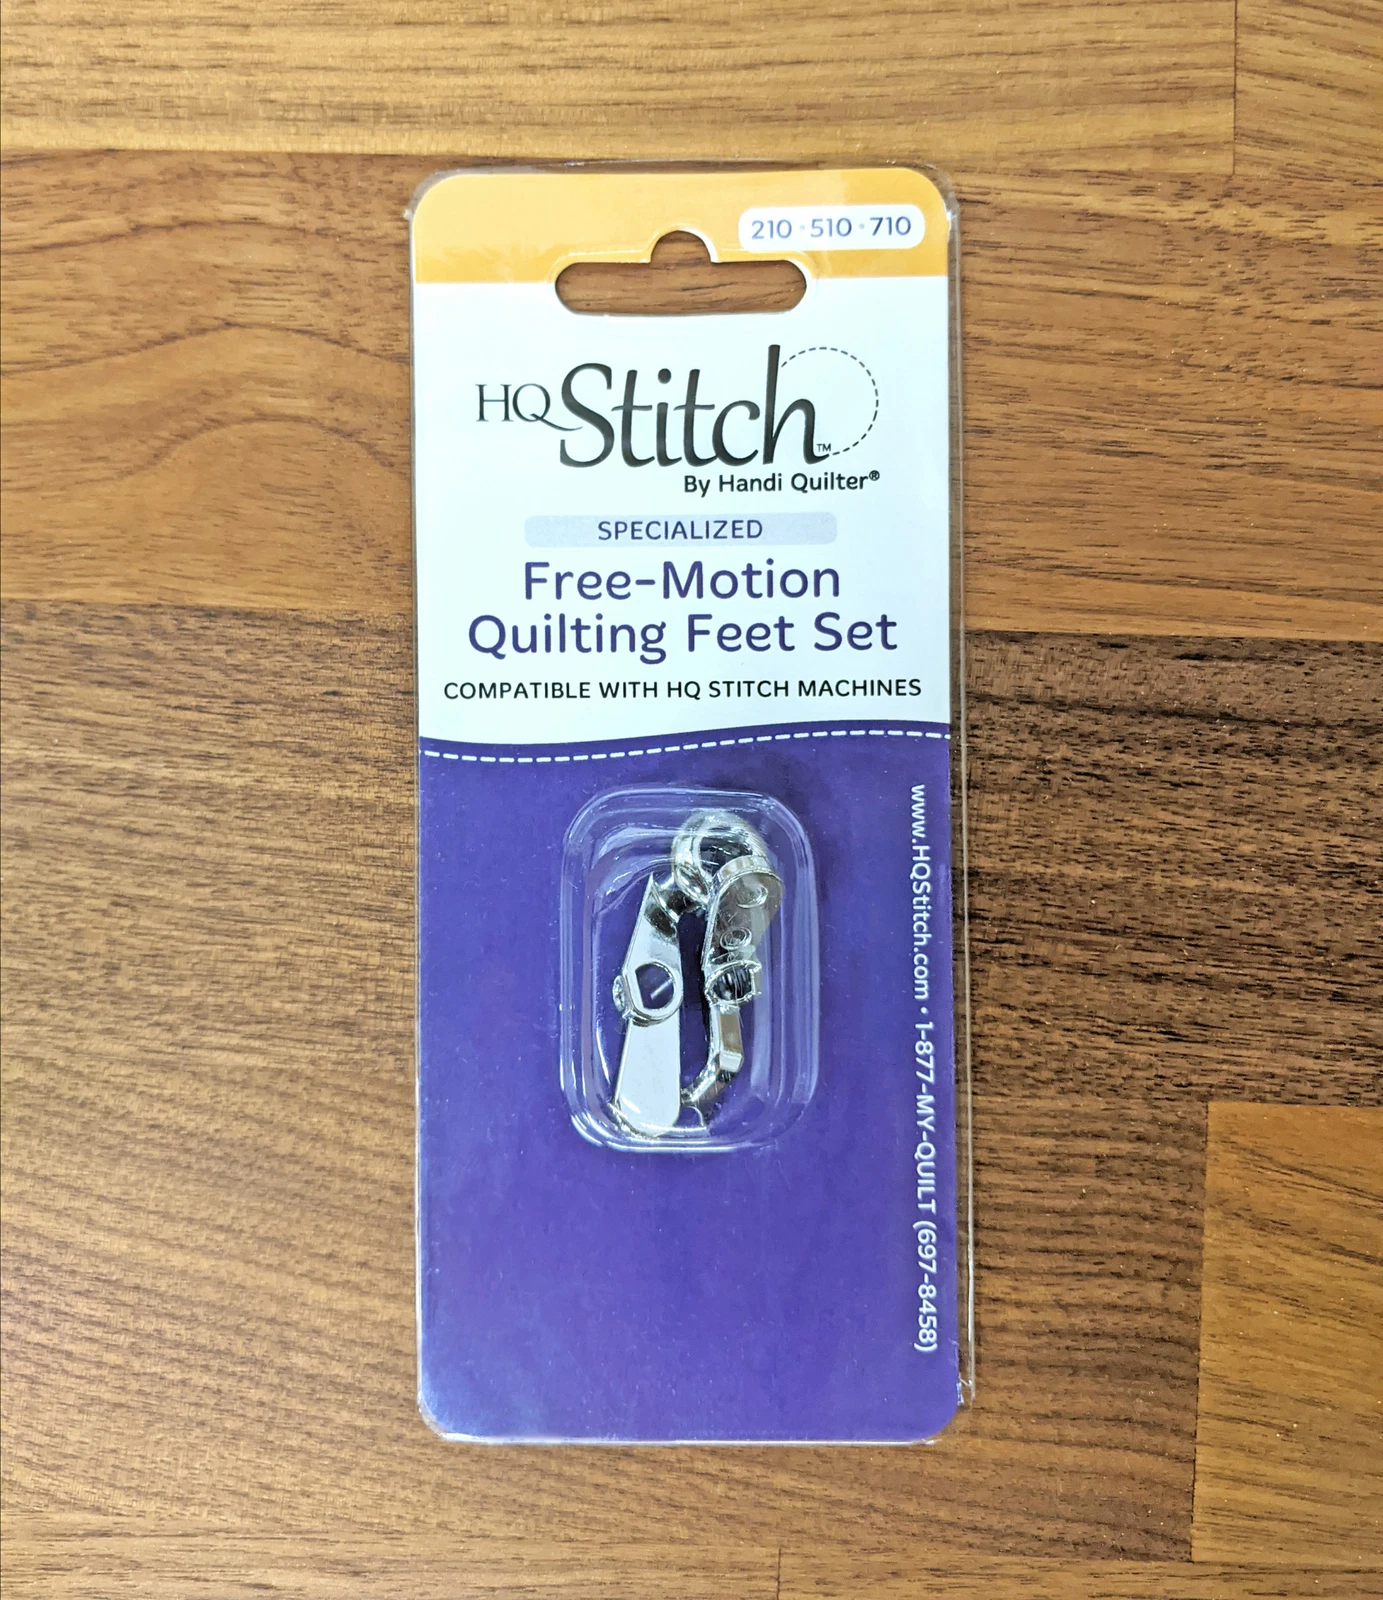 210 • 510 • 710
HQ Stitch™
By Handi Quilter®
SPECIALIZED
Free-Motion
Quilting Feet Set
COMPATIBLE WITH HQ STITCH MACHINES
www.HQStitch.com • 1-877-MY-QUILT (697-8458)